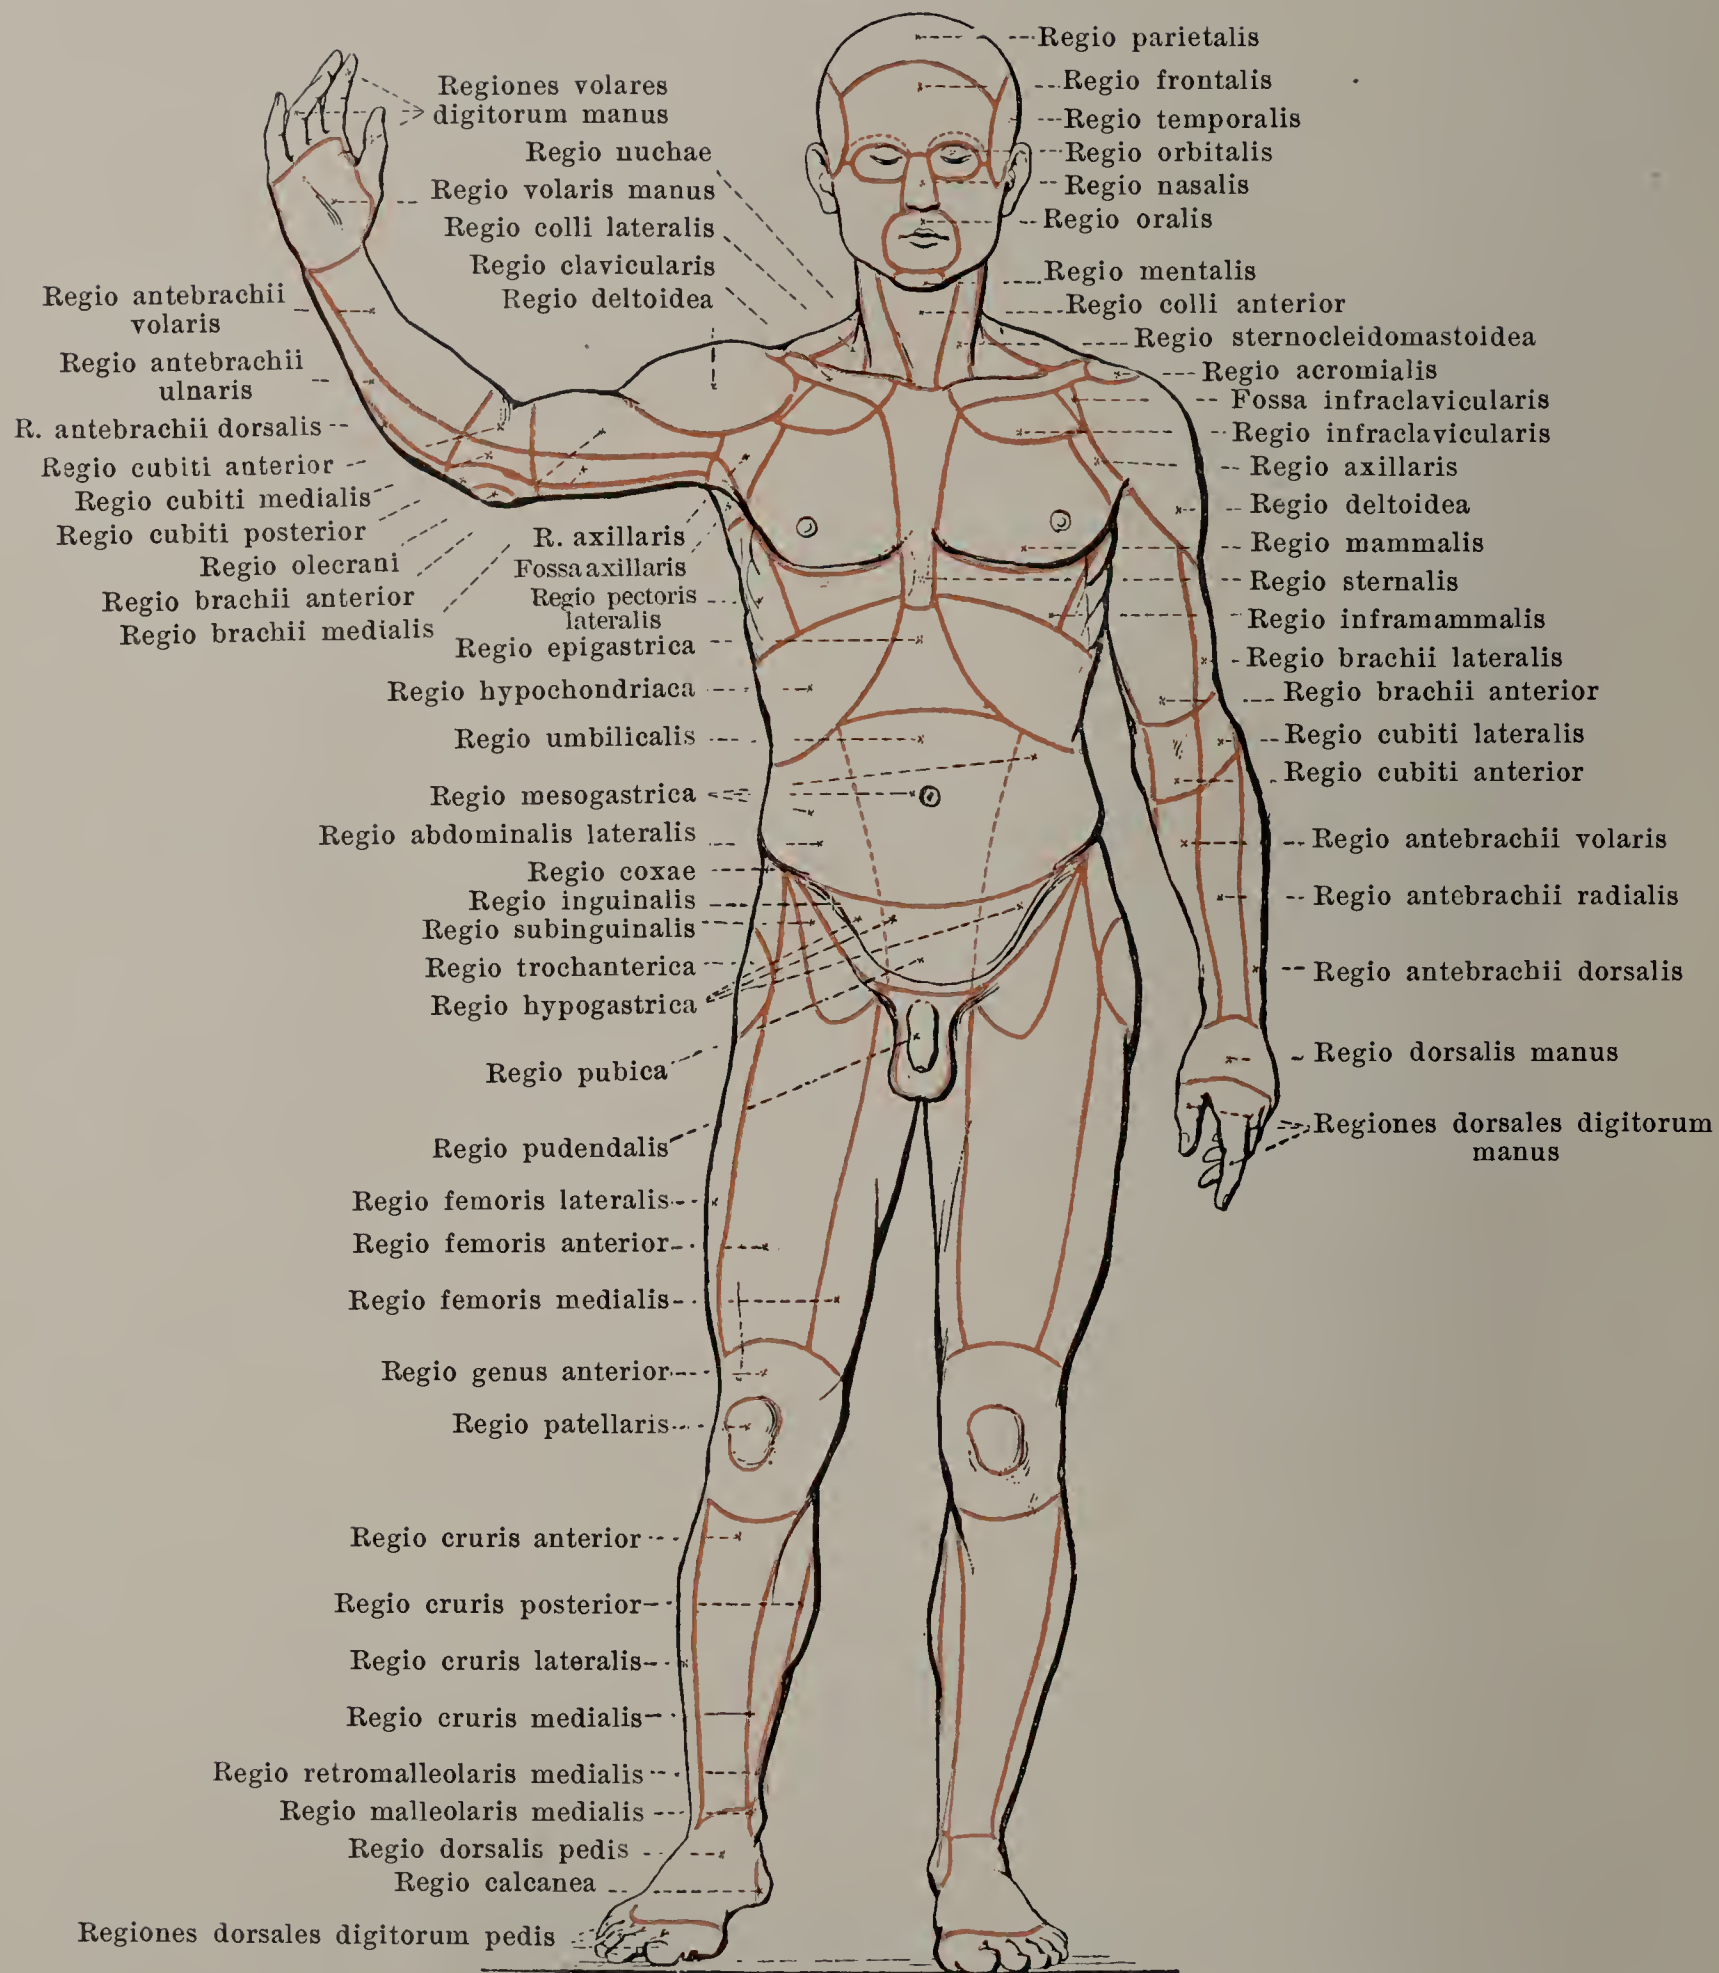 Regio parietalis
Regio frontalis
Regio temporalis
Regio orbitalis
Regio nasalis
Regio oralis
Regio mentalis
Regio colli anterior
Regio sternocleidomastoidea
Regio acromialis
Fossa infraclavicularis
Regio infraclavicularis
Regio axillaris
Regio deltoidea
Regio mammalis
Regio sternalis
Regio inframammalis
Regio brachii lateralis
Regio brachii anterior
Regio cubiti lateralis
Regio cubiti anterior
Regio antebrachii volaris
Regio antebrachii radialis
Regio antebrachii dorsalis
Regio dorsalis manus
Regiones dorsales digitorum
manus
Regiones volares
digitorum manus
Regio nuchae
Regio volaris manus
Regio colli lateralis
Regio clavicularis
Regio deltoidea
Regio antebrachii
volaris
Regio antebrachii
ulnaris
R. antebrachii dorsalis
Regio cubiti anterior
Regio cubiti medialis
Regio cubiti posterior
Regio olecrani
Regio brachii anterior
Regio brachii medialis
R. axillaris
Fossa axillaris
Regio pectoris
lateralis
Regio epigastrica
Regio hypochondriaca
Regio umbilicalis
Regio mesogastrica
Regio abdominalis lateralis
Regio coxae
Regio inguinalis
Regio subinguinalis
Regio trochanterica
Regio hypogastrica
Regio pubica
Regio pudendalis
Regio femoris lateralis
Regio femoris anterior
Regio femoris medialis
Regio genus anterior
Regio patellaris
Regio cruris anterior
Regio cruris posterior
Regio cruris lateralis
Regio cruris medialis
Regio retromalleolaris medialis
Regio malleolaris medialis
Regio dorsalis pedis
Regio calcanea
Regiones dorsales digitorum pedis